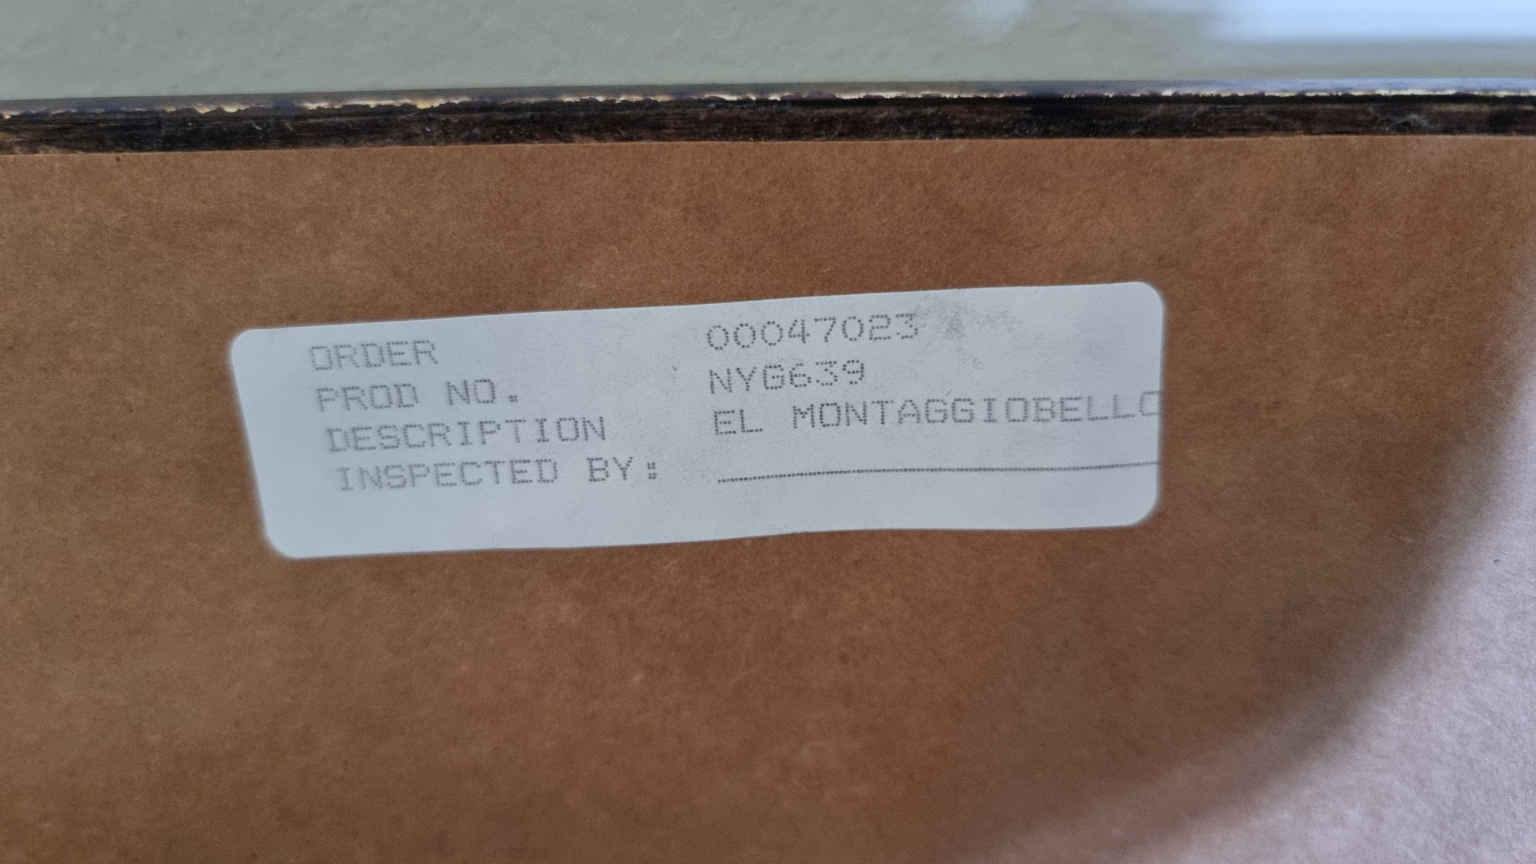 ORDER 00047023
PROD NO. NYG639
DESCRIPTION EL MONTAGGIOBELLO
INSPECTED BY: